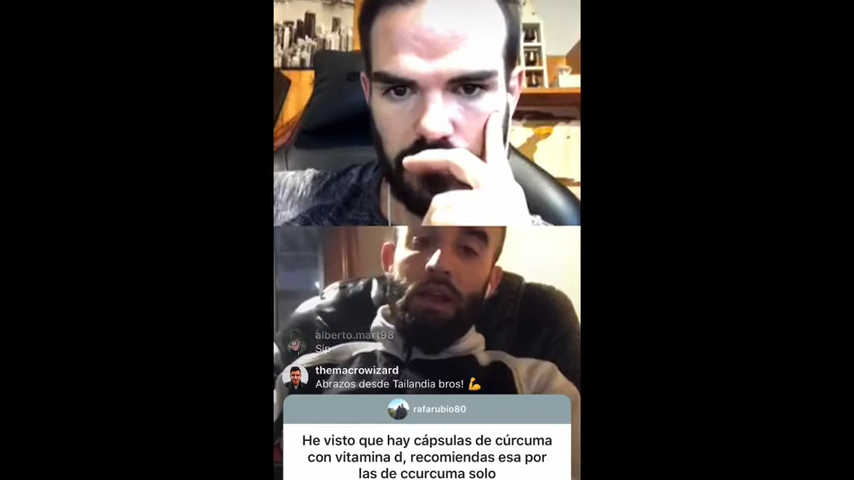 alberto.mart98
Sip
themacrowizard
Abrazos desde Tailandia bros! 💪
rafarubio80
He visto que hay cápsulas de cúrcuma
con vitamina d, recomiendas esa por
las de ccurcuma solo